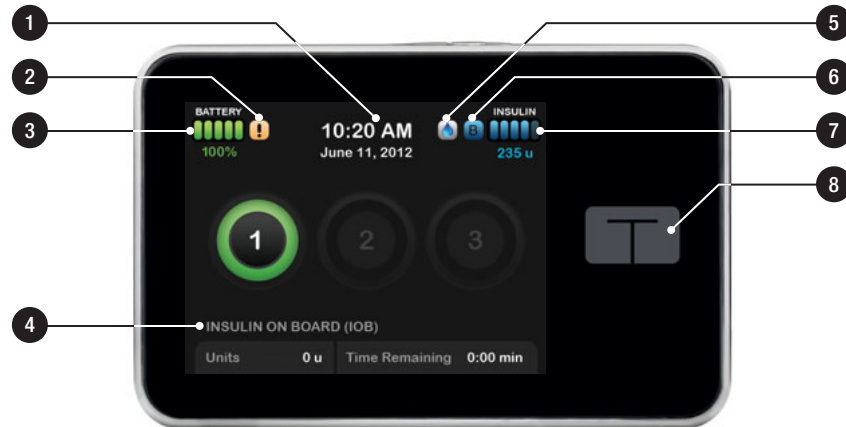 1
5
2
6
BATTERY
INSULIN
3
!
10:20 AM
B
7
100%
June 11, 2012
235 u
8
1
2
3
4
INSULIN ON BOARD (IOB)
Units 0 u Time Remaining 0:00 min